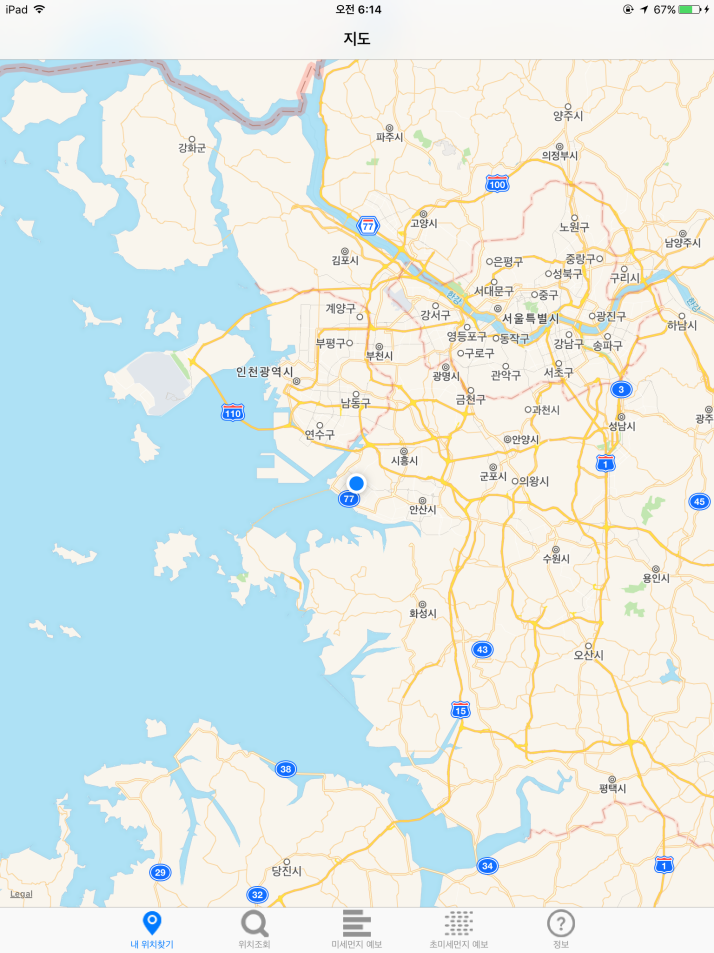 iPad 오전 6:14 67%
지도
양주시
파주시
강화군
의정부시
100
고양시
77
노원구
남양주시
김포시
은평구
중랑구
성북구
구리시
서대문구
중구
한강
한강
계양구
강서구
서울특별시
광진구
하남시
영등포구
동작구
강남구
송파구
부평구
부천시
구로구
인천광역시
광명시
관악구
서초구
3
남동구
금천구
과천시
110
광주
성남시
연수구
안양시
시흥시
1
군포시
의왕시
77
안산시
45
수원시
용인시
화성시
43
오산시
15
38
평택시
당진시
34
1
29
32
Legal
내 위치찾기 위치조회 미세먼지 예보 초미세먼지 예보 정보